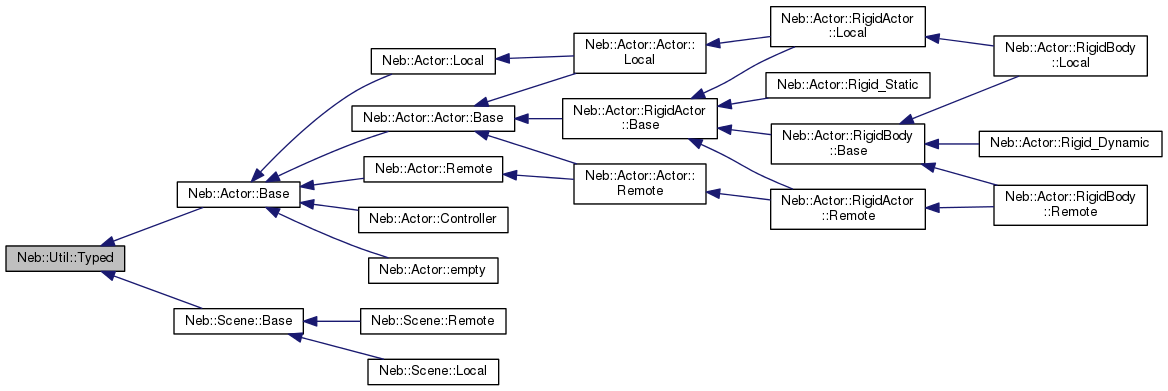 Neb::Util::Typed
Neb::Actor::Base
Neb::Scene::Base
Neb::Actor::Local
Neb::Actor::Actor::Base
Neb::Actor::Remote
Neb::Actor::Controller
Neb::Actor::empty
Neb::Scene::Remote
Neb::Scene::Local
Neb::Actor::Actor::
Local
Neb::Actor::RigidActor
::Base
Neb::Actor::Actor::
Remote
Neb::Actor::RigidActor
::Local
Neb::Actor::Rigid_Static
Neb::Actor::RigidBody
::Base
Neb::Actor::RigidActor
::Remote
Neb::Actor::RigidBody
::Local
Neb::Actor::Rigid_Dynamic
Neb::Actor::RigidBody
::Remote